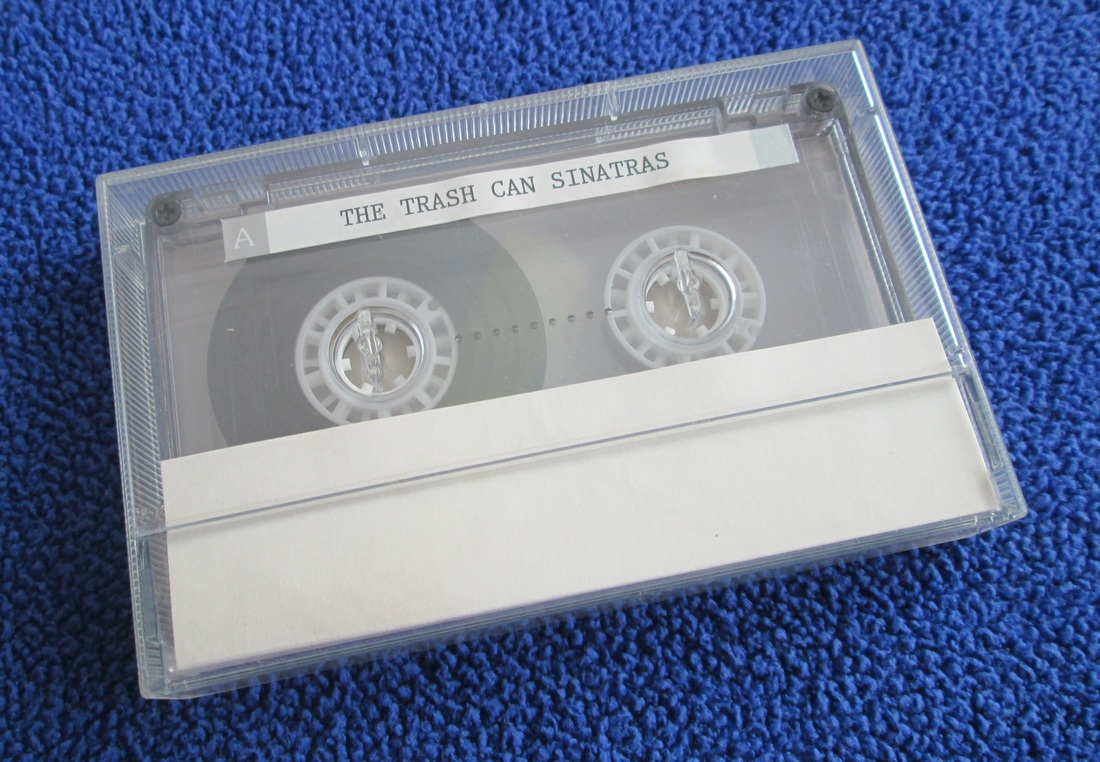 A THE TRASH CAN SINATRAS